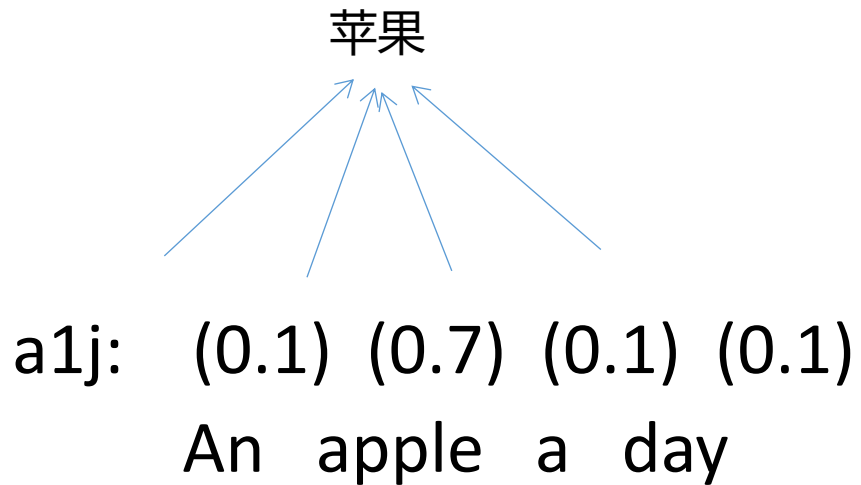 苹果
a1j: (0.1) (0.7) (0.1) (0.1)
An apple a day